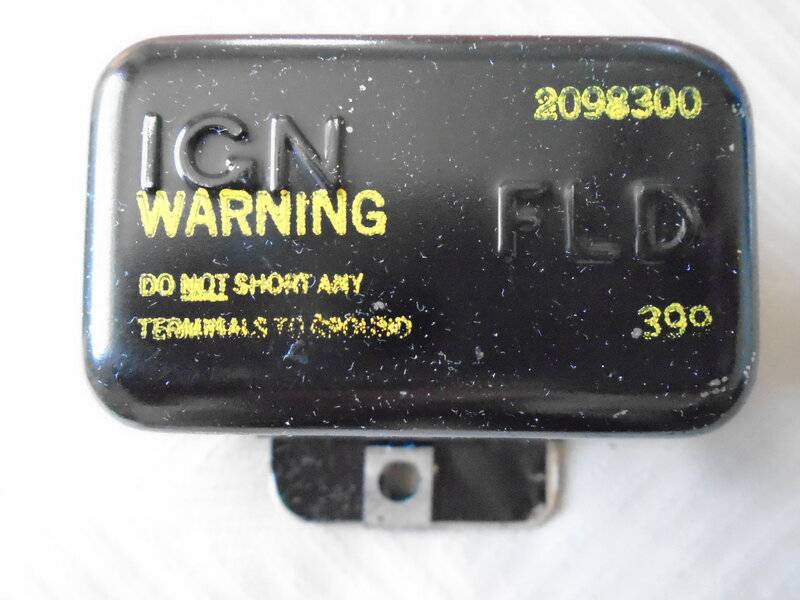 2098300
IGN
WARNING
FLD
DO NOT SHORT ANY
TERMINALS TO GROUND
390